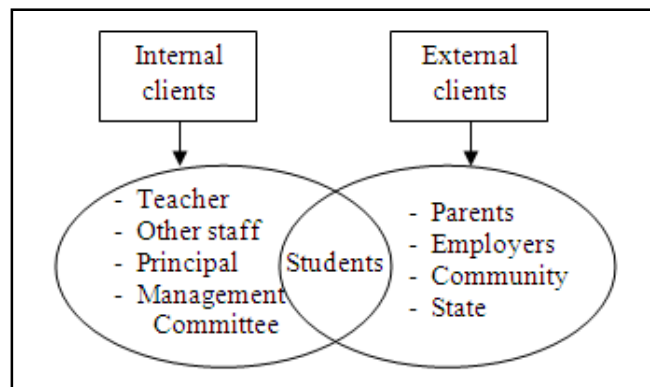 Internal
clients
External
clients
- Teacher
- Other staff
- Principal
- Management
Committee
Students
- Parents
- Employers
- Community
- State